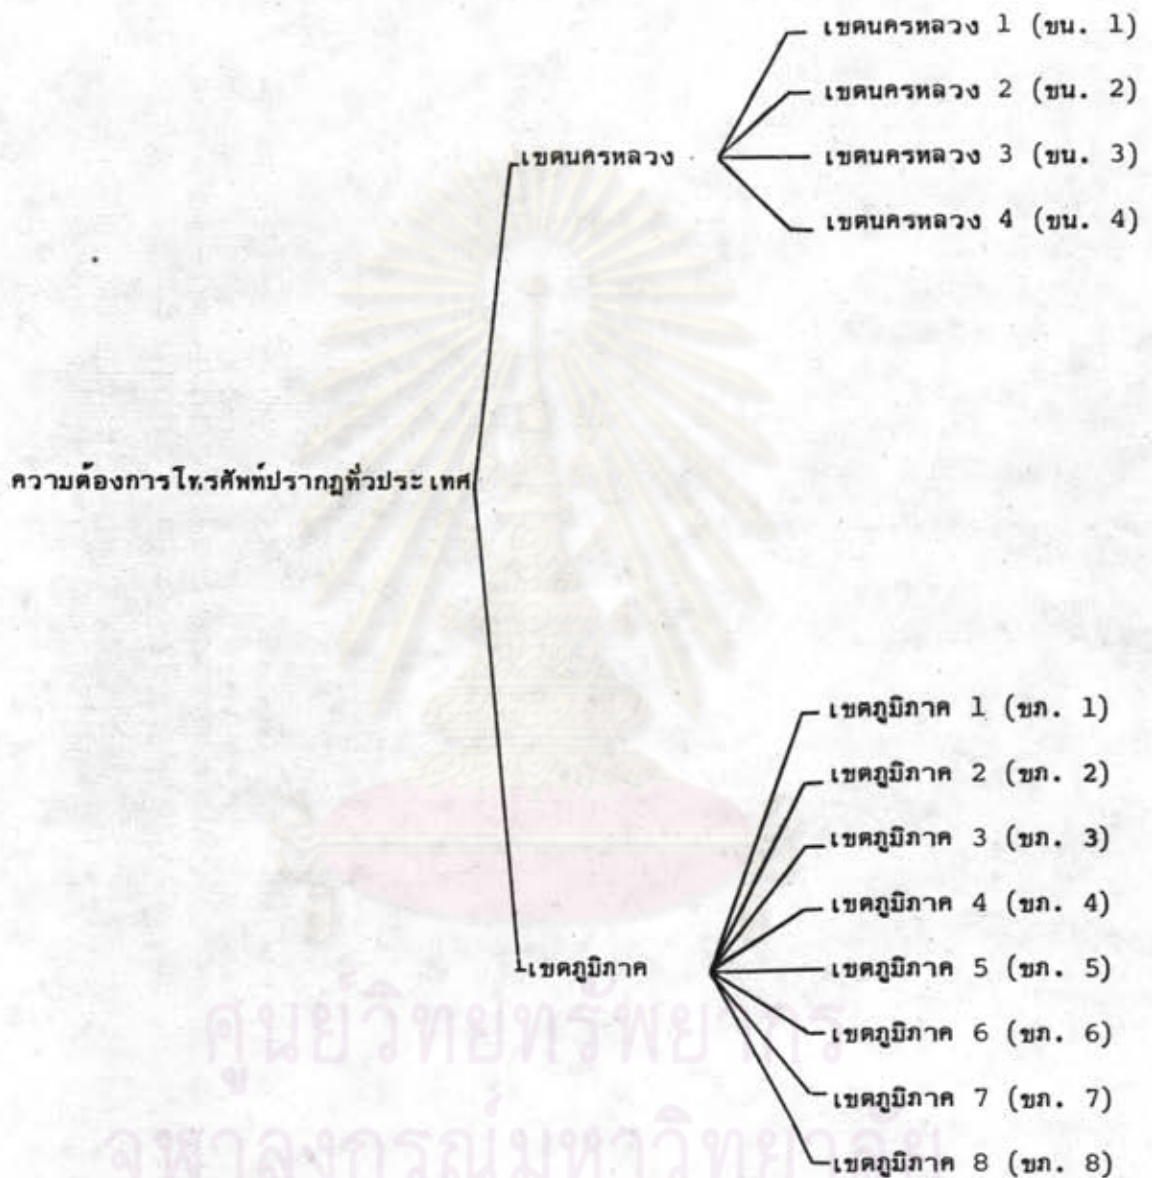 เขตนครหลวง 1 (ขน. 1)
เขตนครหลวง 2 (ขน. 2)
เขตนครหลวง
เขตนครหลวง 3 (ขน. 3)
เขตนครหลวง 4 (ขน. 4)
ความต้องการโทรศัพท์ปรากฎทั่วประเทศ
เขตภูมิภาค 1 (ขภ. 1)
เขตภูมิภาค 2 (ขภ. 2)
เขตภูมิภาค 3 (ขภ. 3)
เขตภูมิภาค 4 (ขภ. 4)
เขตภูมิภาค
เขตภูมิภาค 5 (ขภ. 5)
เขตภูมิภาค 6 (ขภ. 6)
เขตภูมิภาค 7 (ขภ. 7)
เขตภูมิภาค 8 (ขภ. 8)
ศูนย์วิทยทรัพยากร
จุฬาลงกรณ์มหาวิทยาลัย